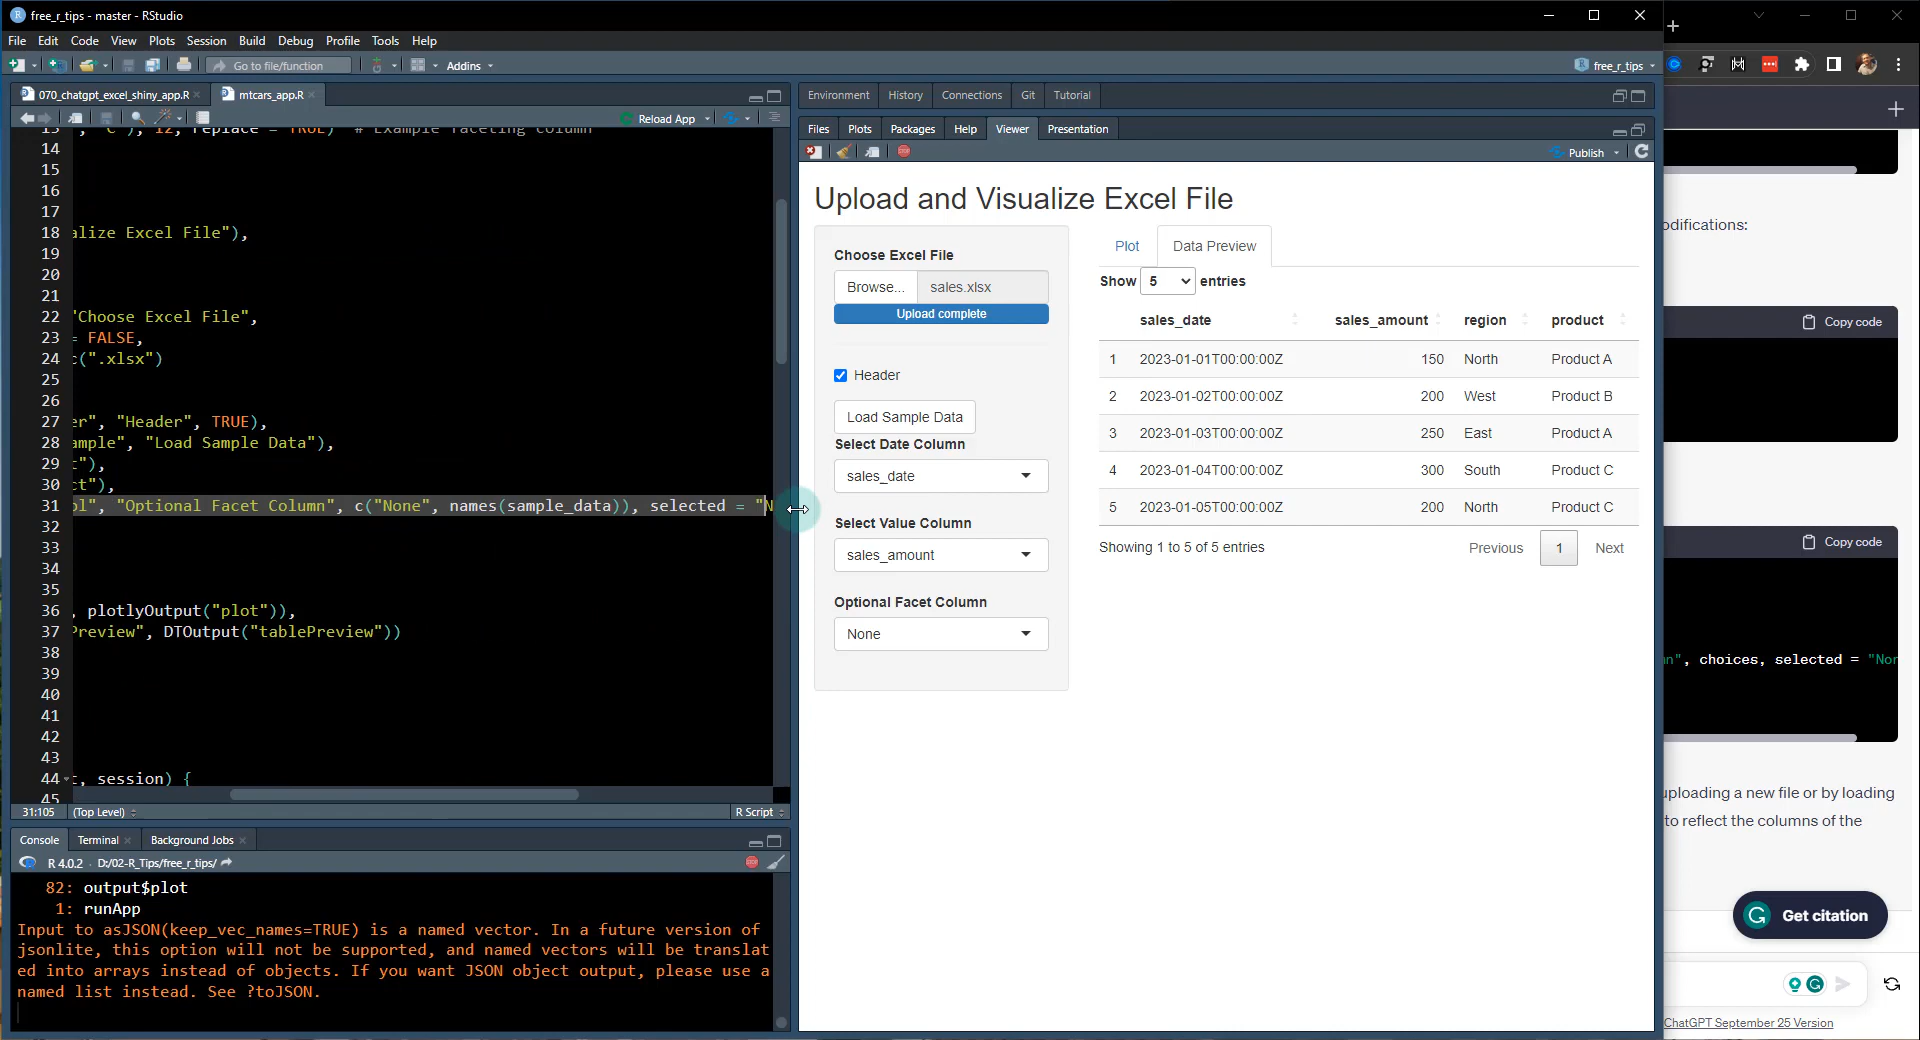 free_r_tips - master - RStudio
File Edit Code View Plots Session Build Debug Profile Tools Help
Go to file/function
Addins
free_r_tips
070_chatgpt_excel_shiny_app.R
mtcars_app.R
Reload App
13 , "C"), 12, replace = TRUE) # Example faceting column
14
15
16
17
18 alize Excel File"),
19
20
21
22 "Choose Excel File",
23 = FALSE,
24 c(".xlsx")
25
26
27 er", "Header", TRUE),
28 ample", "Load Sample Data"),
29 t"),
30 ct"),
31 ol", "Optional Facet Column", c("None", names(sample_data)), selected = "N
32
33
34
35
36 , plotlyOutput("plot")),
37 Preview", DTOutput("tablePreview"))
38
39
40
41
42
43
44 t, session) {
45
31:105 (Top Level) R Script
Console Terminal Background Jobs
R 4.0.2 . D:/02-R_Tips/free_r_tips/
82: output$plot
1: runApp
Input to asJSON(keep_vec_names=TRUE) is a named vector. In a future version of
jsonlite, this option will not be supported, and named vectors will be translat
ed into arrays instead of objects. If you want JSON object output, please use a
named list instead. See ?toJSON.
Environment History Connections Git Tutorial
Files Plots Packages Help Viewer Presentation
Publish
Upload and Visualize Excel File
Choose Excel File
Browse... sales.xlsx
Upload complete
Header
Load Sample Data
Select Date Column
sales_date
Select Value Column
sales_amount
Optional Facet Column
None
Plot Data Preview
Show 5 entries
sales_date sales_amount region product
1 2023-01-01T00:00:00Z 150 North Product A
2 2023-01-02T00:00:00Z 200 West Product B
3 2023-01-03T00:00:00Z 250 East Product A
4 2023-01-04T00:00:00Z 300 South Product C
5 2023-01-05T00:00:00Z 200 North Product C
Showing 1 to 5 of 5 entries
Previous 1 Next
odifications:
Copy code
Copy code
n", choices, selected = "Nor
uploading a new file or by loading
to reflect the columns of the
Get citation
ChatGPT September 25 Version